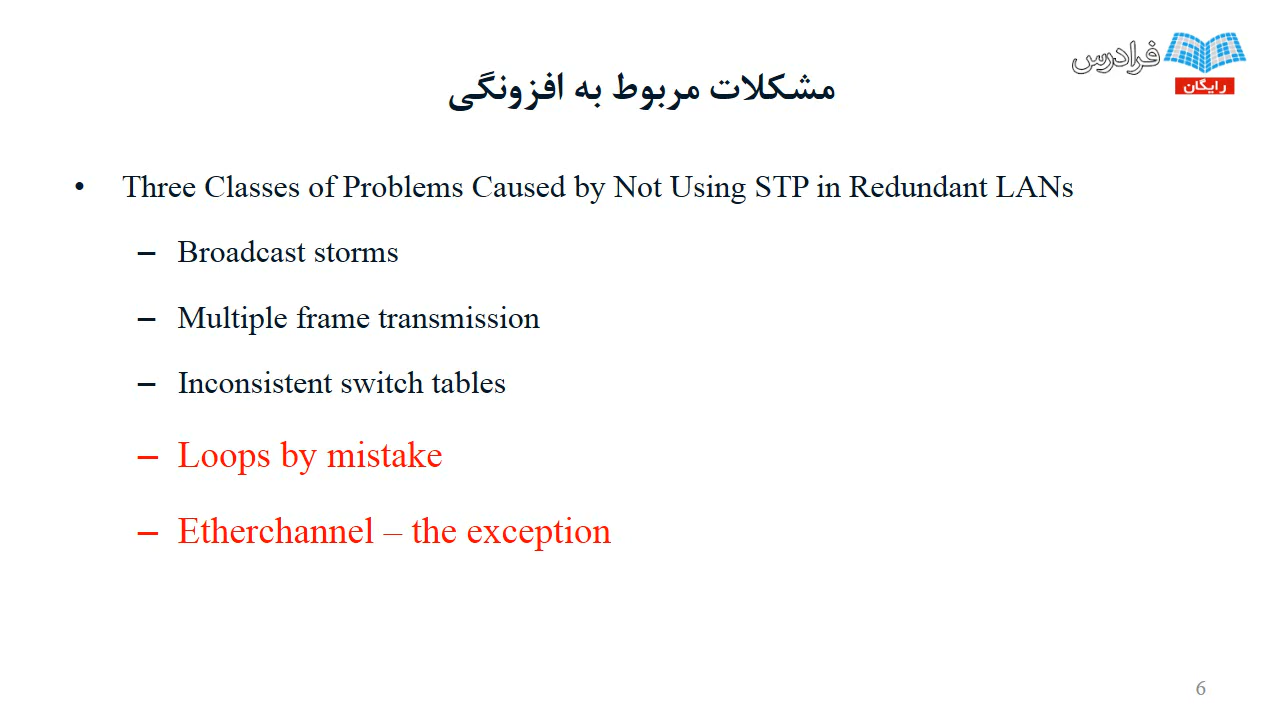 فرادرس
رایگان
مشکلات مربوط به افزونگی
• Three Classes of Problems Caused by Not Using STP in Redundant LANs
– Broadcast storms
– Multiple frame transmission
– Inconsistent switch tables
– Loops by mistake
– Etherchannel – the exception
6